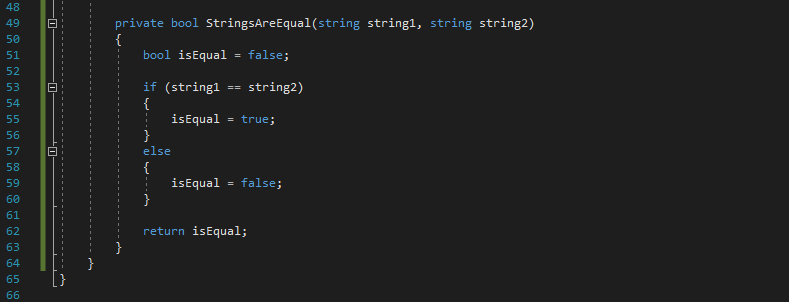 48
49 private bool StringsAreEqual(string string1, string string2)
50 {
51 bool isEqual = false;
52
53 if (string1 == string2)
54 {
55 isEqual = true;
56 }
57 else
58 {
59 isEqual = false;
60 }
61
62 return isEqual;
63 }
64 }
65 }
66